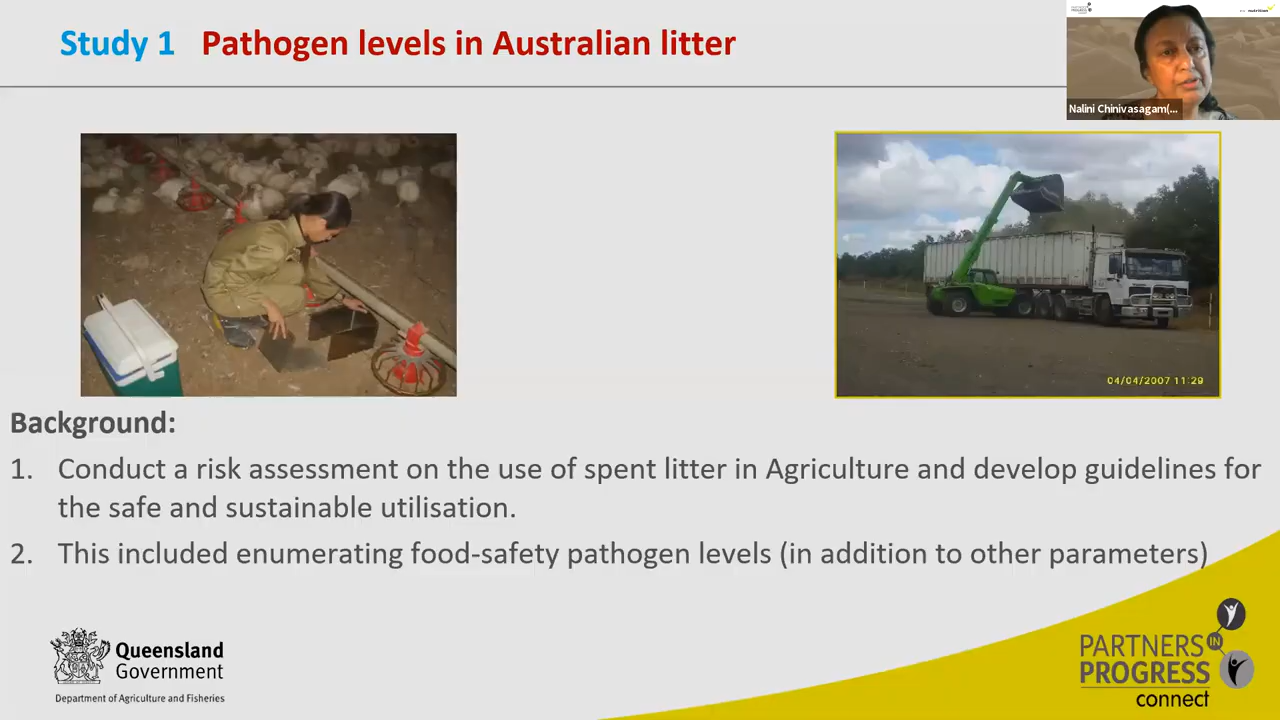 Study 1 Pathogen levels in Australian litter
Nalini Chinivasagam(...
04/04/2007 11:29
Background:
1. Conduct a risk assessment on the use of spent litter in Agriculture and develop guidelines for
the safe and sustainable utilisation.
2. This included enumerating food-safety pathogen levels (in addition to other parameters)
Queensland
Government
Department of Agriculture and Fisheries
PARTNERS IN
PROGRESS
connect